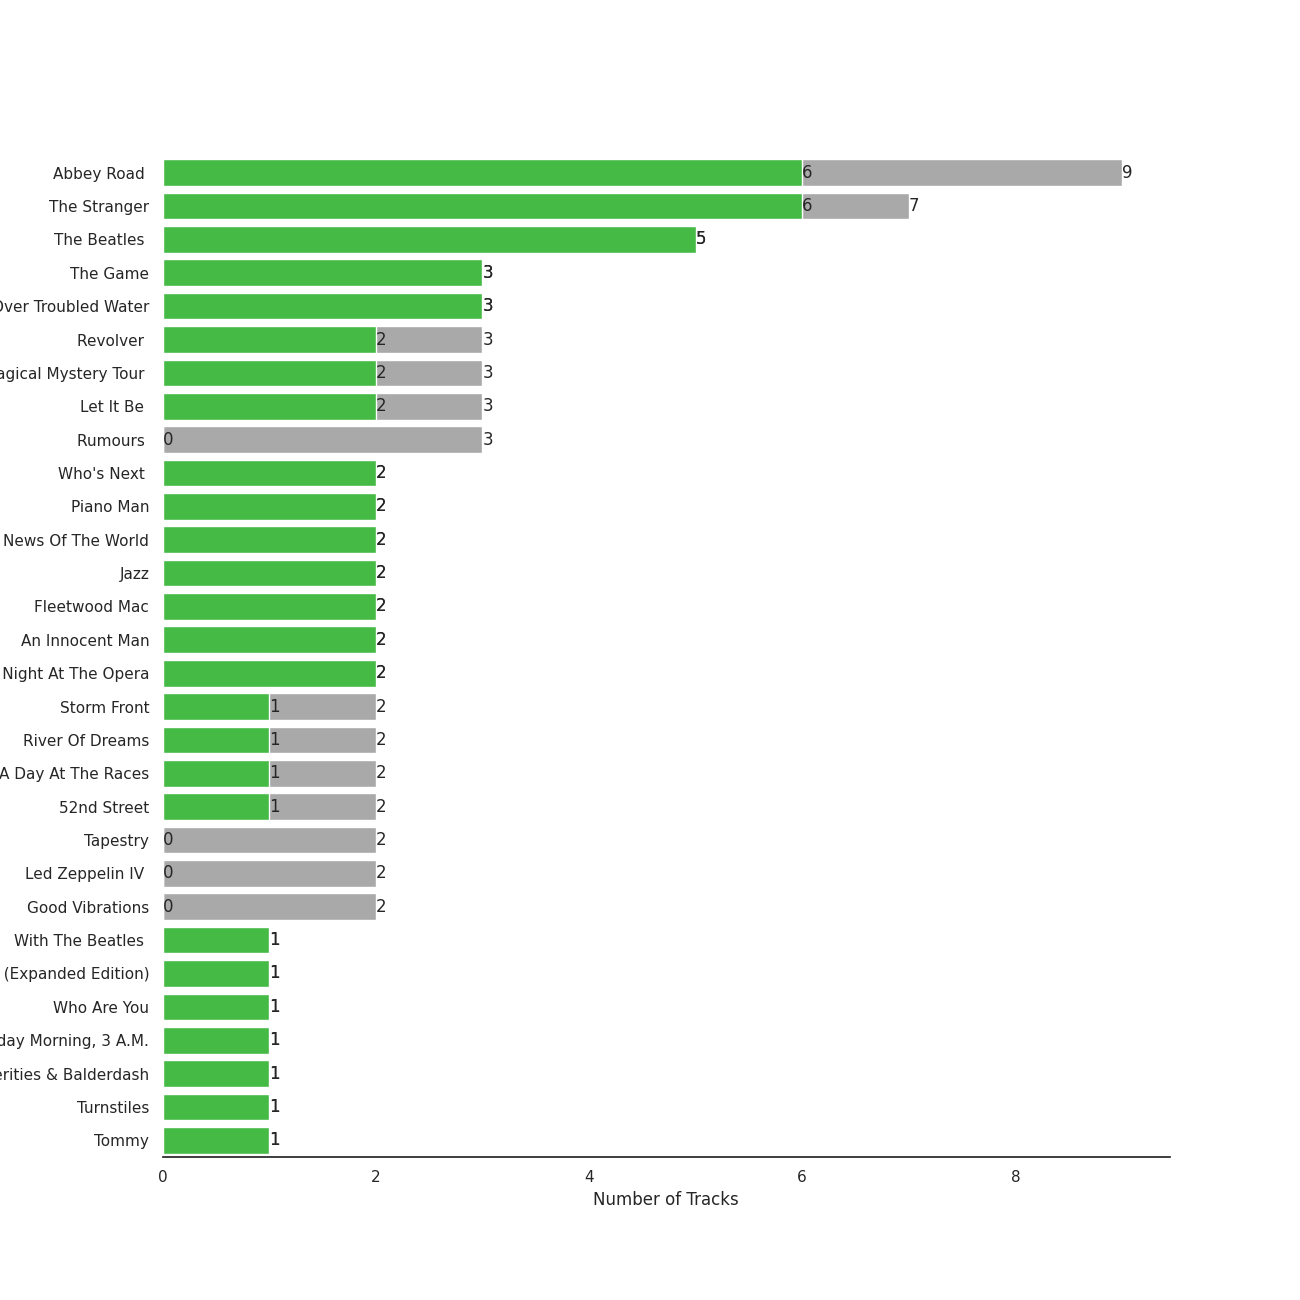 Abbey Road 6 9
The Stranger 6 7
The Beatles 5
The Game 3
Over Troubled Water 3
Revolver 2 3
agical Mystery Tour 2 3
Let It Be 2 3
Rumours 0 3
Who's Next 2
Piano Man 2
News Of The World 2
Jazz 2
Fleetwood Mac 2
An Innocent Man 2
Night At The Opera 2
Storm Front 1 2
River Of Dreams 1 2
A Day At The Races 1 2
52nd Street 1 2
Tapestry 0 2
Led Zeppelin IV 0 2
Good Vibrations 0 2
With The Beatles 1
(Expanded Edition) 1
Who Are You 1
day Morning, 3 A.M. 1
erities & Balderdash 1
Turnstiles 1
Tommy 1
0 2 4 6 8
Number of Tracks